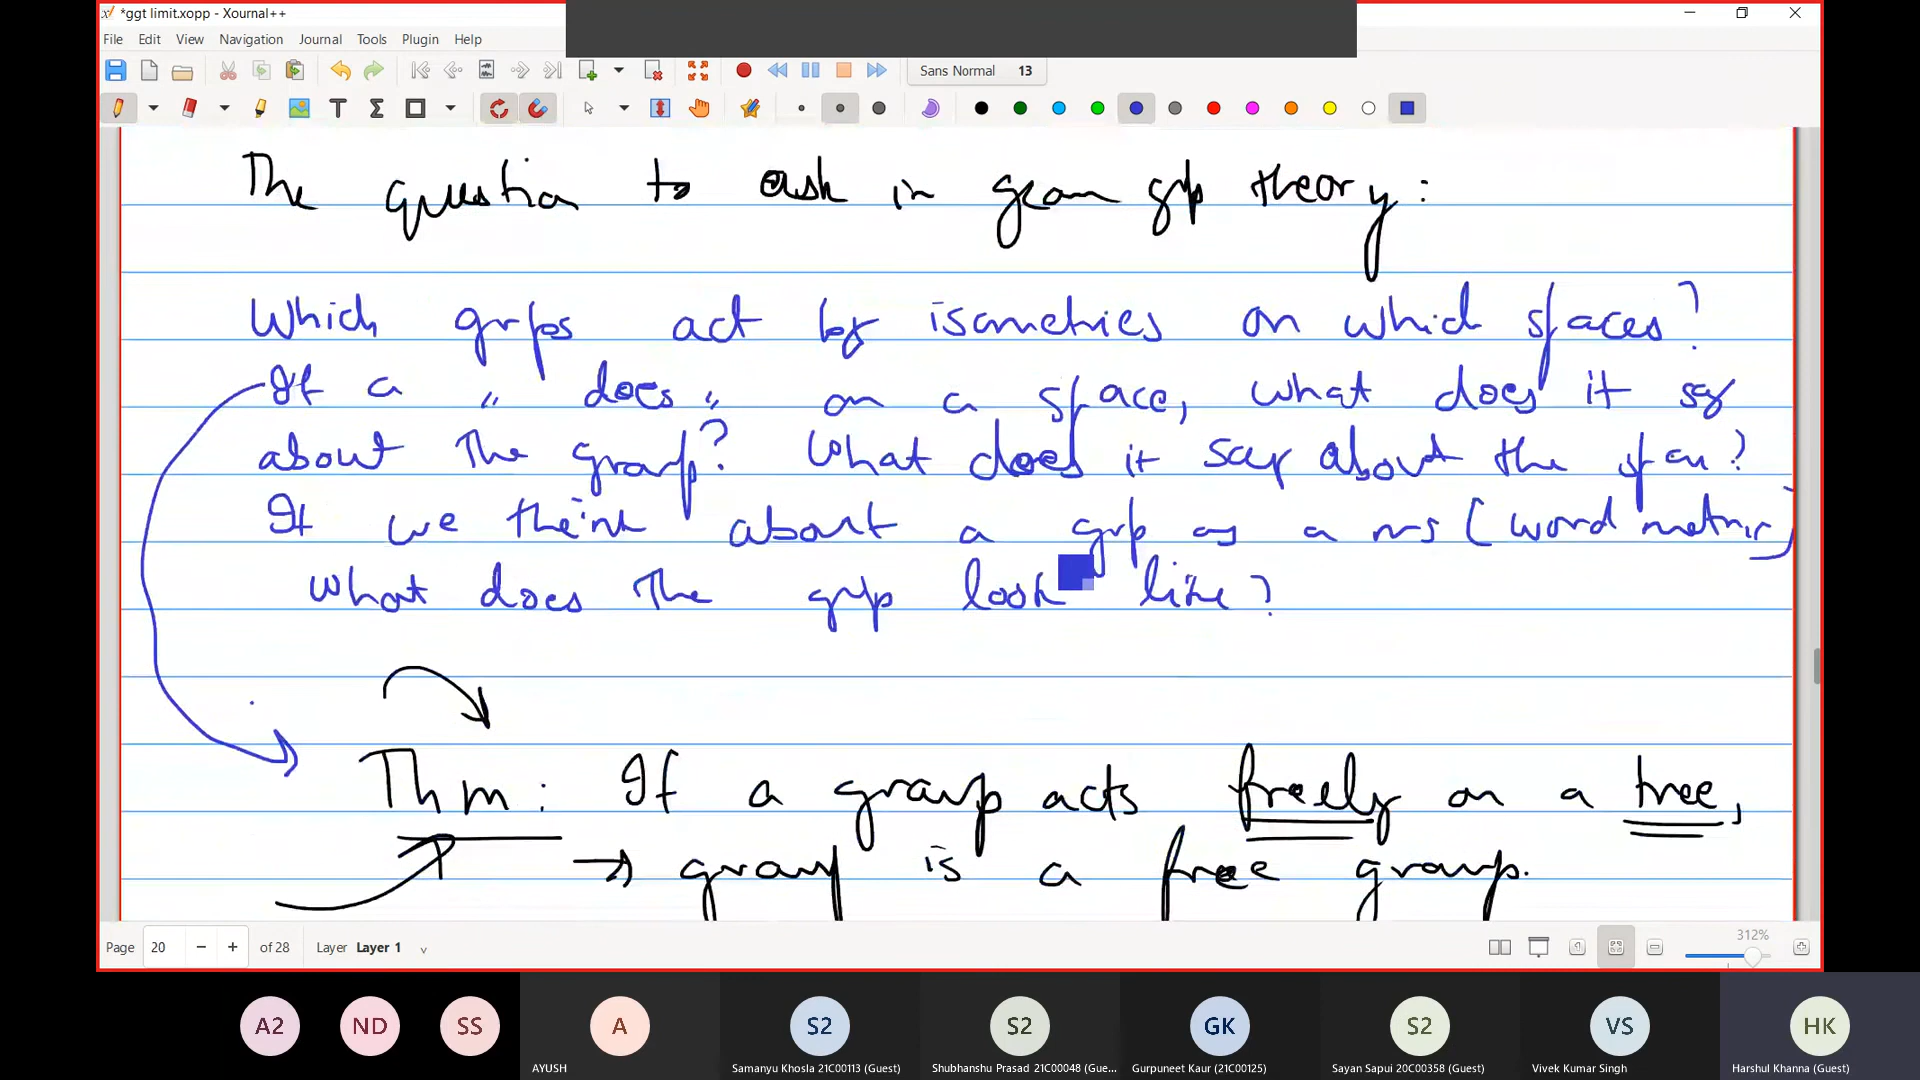 *ggt limit.xopp - Xournal++
File Edit View Navigation Journal Tools Plugin Help
Sans Normal 13
The question to ask in geom grp theory:
Which grps act by isometries on which spaces?
If a " does " on a space, what does it say
about the group? What does it say about the space?
If we think about a grp as a ms (word metric)
what does the grp look like?
Thm: If a group acts freely on a tree,
→ group is a free group.
Page 20 − + of 28 Layer Layer 1 312%
A2 ND SS A S2 S2 GK S2 VS HK
AYUSH Samanyu Khosla 21C00113 (Guest) Shubhanshu Prasad 21C00048 (Gue... Gurpuneet Kaur (21C00125) Sayan Sapui 20C00358 (Guest) Vivek Kumar Singh Harshul Khanna (Guest)